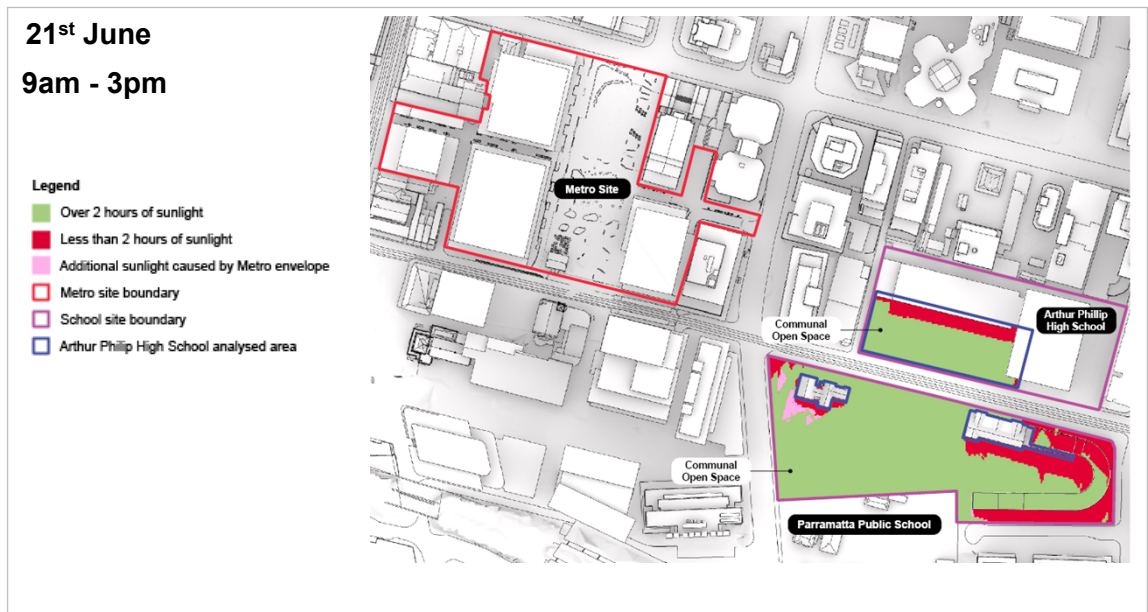 21st June
9am - 3pm
Legend
Over 2 hours of sunlight
Less than 2 hours of sunlight
Additional sunlight caused by Metro envelope
Metro site boundary
School site boundary
Arthur Philip High School analysed area
Metro Site
Arthur Phillip
High School
Communal
Open Space
Communal
Open Space
Parramatta Public School